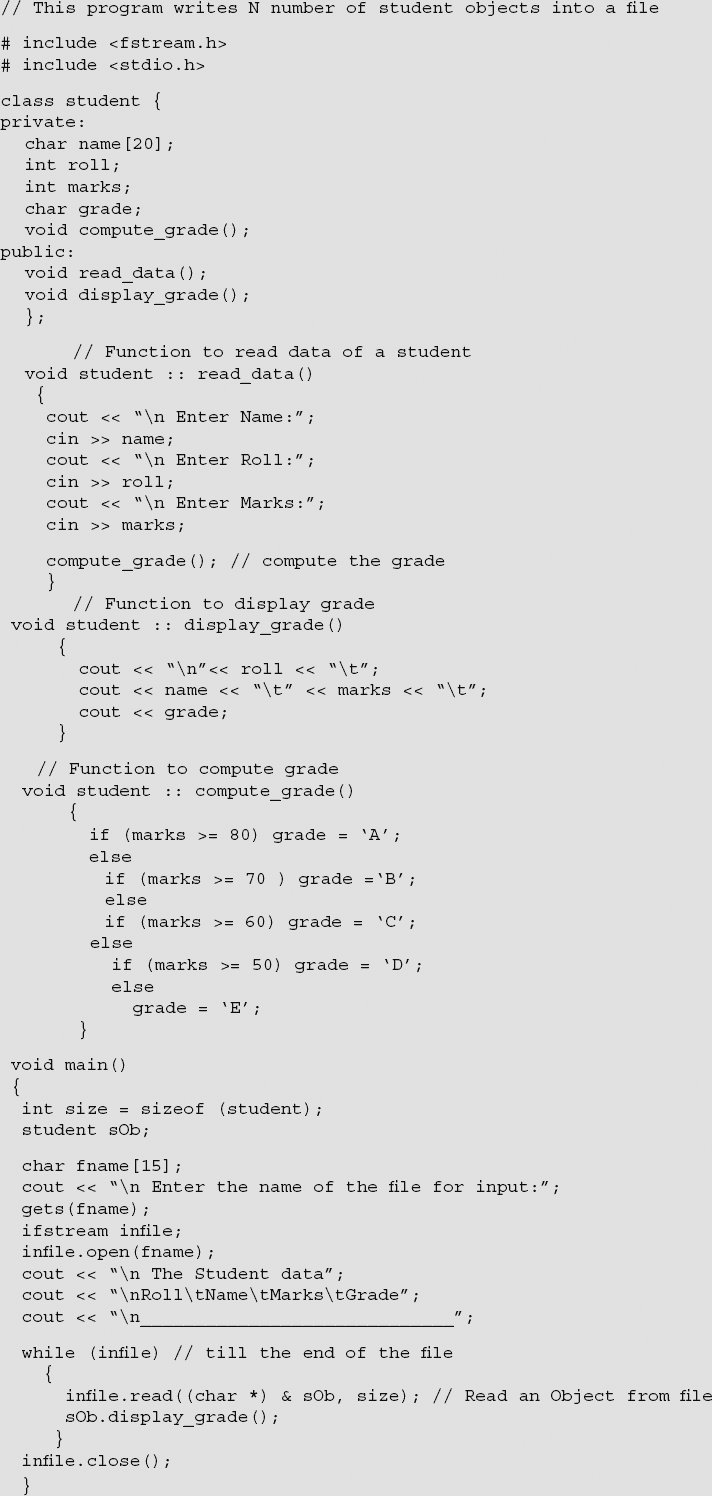 // This program writes N number of student objects into a file
# include <fstream.h>
# include <stdio.h>
class student {
private:
char name[20];
int roll;
int marks;
char grade;
void compute_grade();
public:
void read_data();
void display_grade();
};
// Function to read data of a student
void student :: read_data()
{
cout << “\n Enter Name:”;
cin >> name;
cout << “\n Enter Roll:”;
cin >> roll;
cout << “\n Enter Marks:”;
cin >> marks;
compute_grade(); // compute the grade
}
// Function to display grade
void student :: display_grade()
{
cout << “\n”<< roll << “\t”;
cout << name << “\t” << marks << “\t”;
cout << grade;
}
// Function to compute grade
void student :: compute_grade()
{
if (marks >= 80) grade = ‘A’;
else
if (marks >= 70 ) grade =‘B’;
else
if (marks >= 60) grade = ‘C’;
else
if (marks >= 50) grade = ‘D’;
else
grade = ‘E’;
}
void main()
{
int size = sizeof (student);
student sOb;
char fname[15];
cout << “\n Enter the name of the file for input:”;
gets(fname);
ifstream infile;
infile.open(fname);
cout << “\n The Student data”;
cout << “\nRoll\tName\tMarks\tGrade”;
cout << “\n_____________________________”;
while (infile) // till the end of the file
{
infile.read((char *) & sOb, size); // Read an Object from file
sOb.display_grade();
}
infile.close();
}